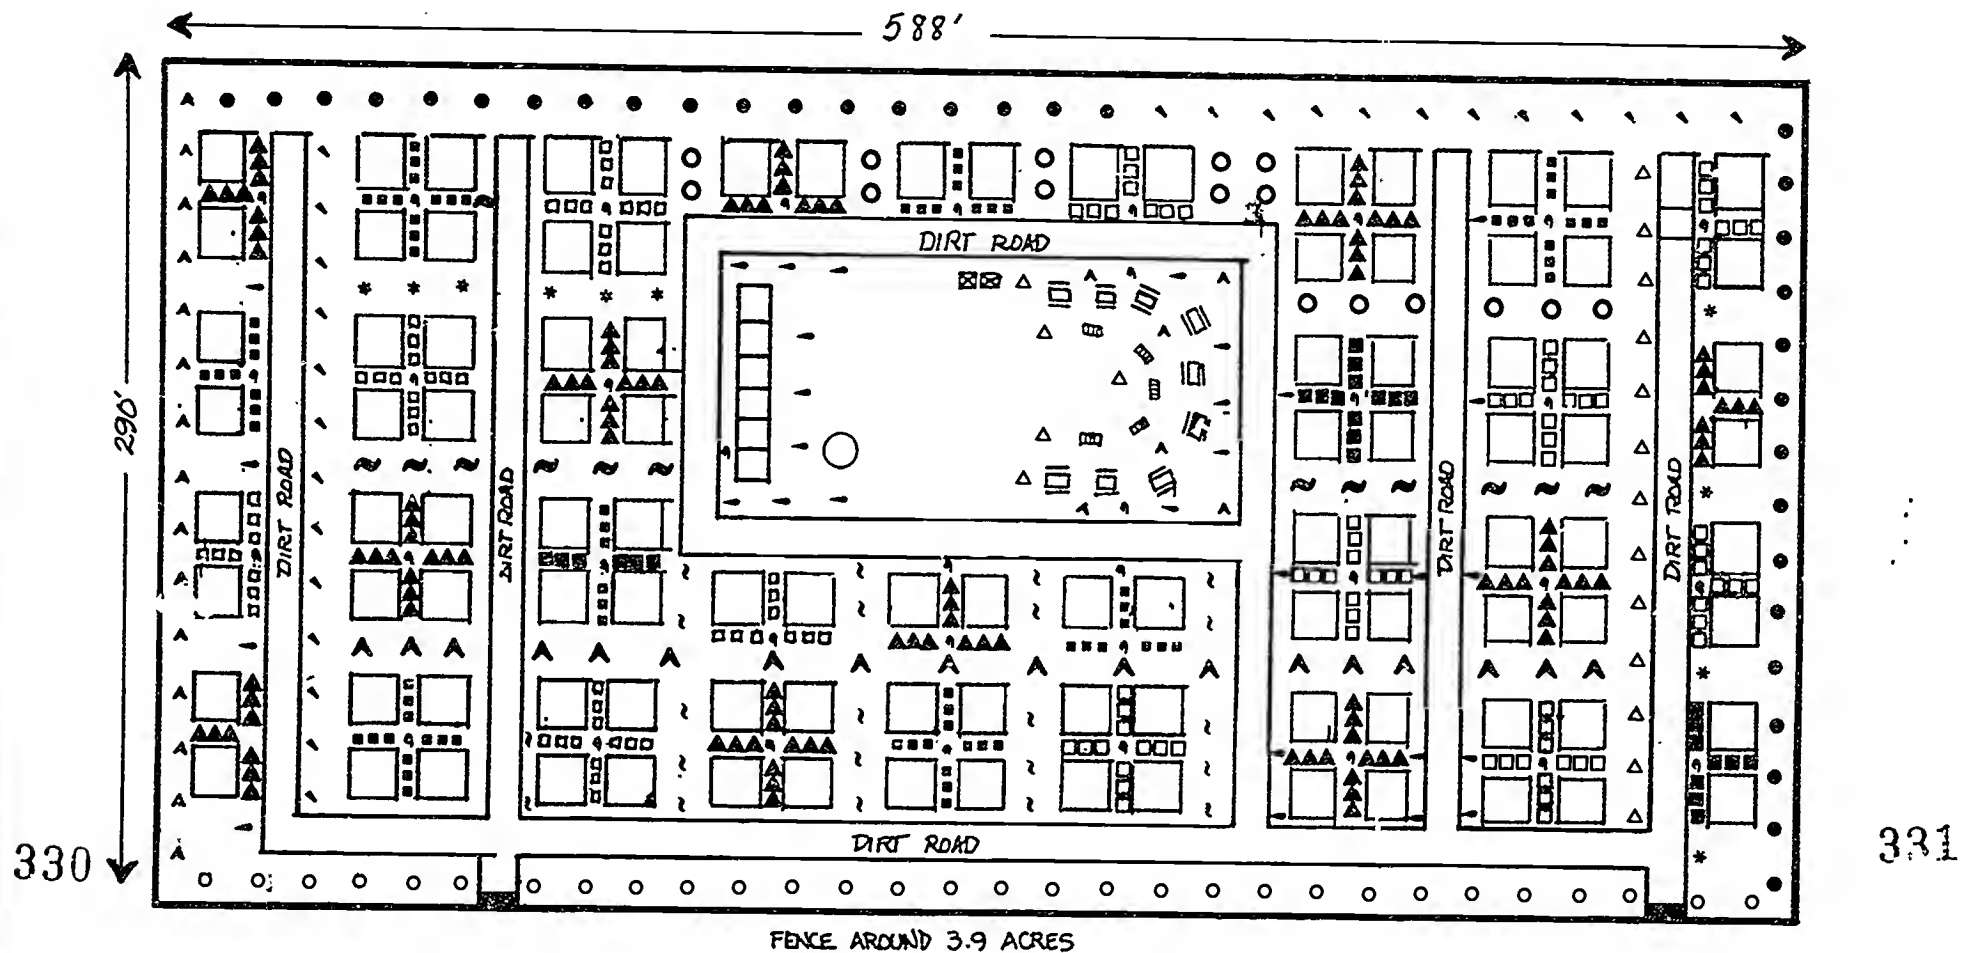 588'
290'
DIRT ROAD
DIRT ROAD
DIRT ROAD
DIRT ROAD
DIRT ROAD
DIRT ROAD
330
331
FENCE AROUND 3.9 ACRES